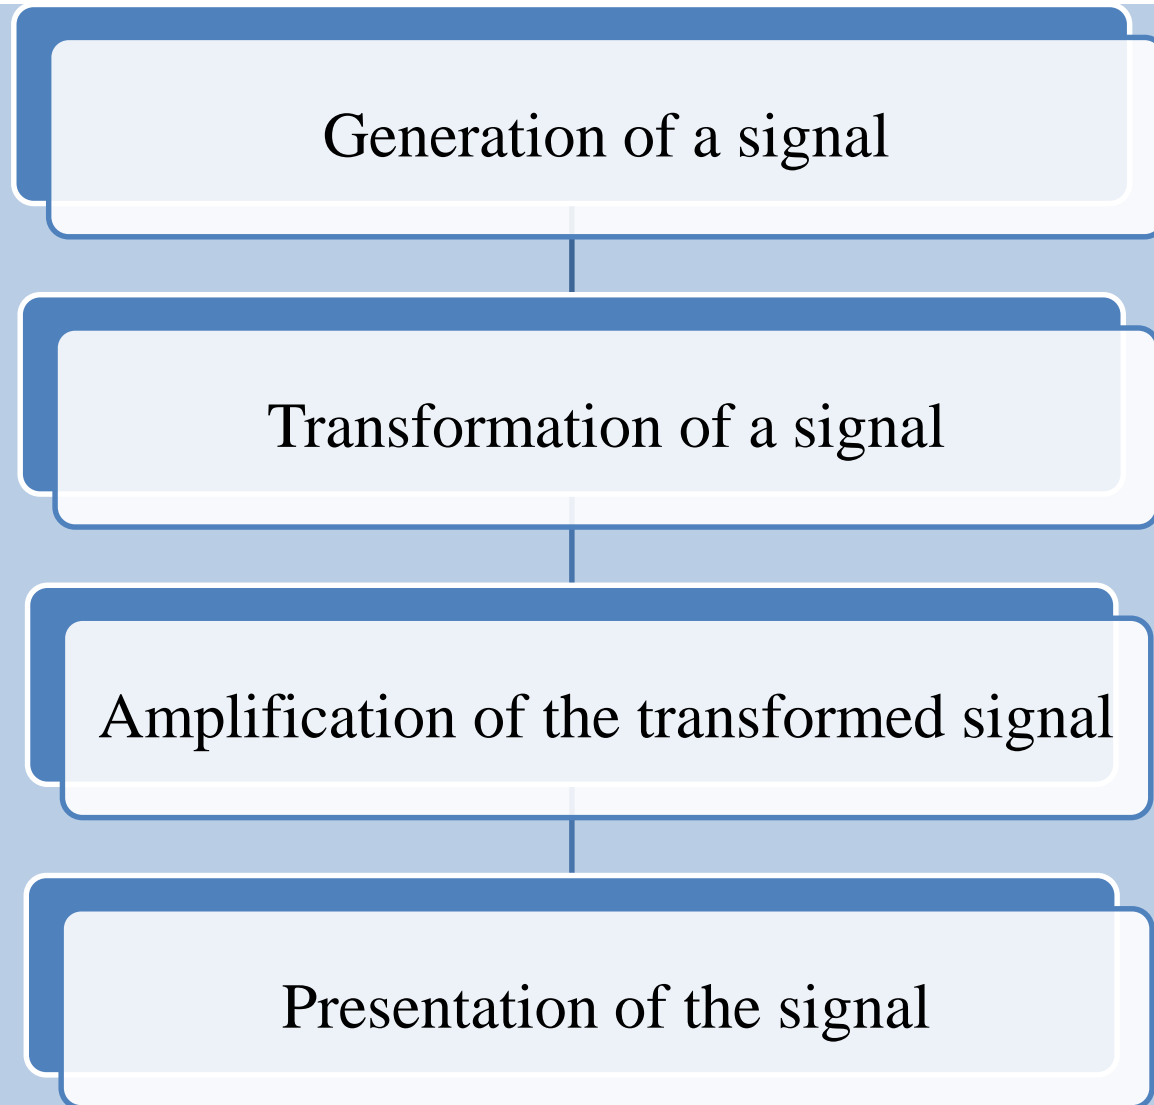 Generation of a signal
Transformation of a signal
Amplification of the transformed signal
Presentation of the signal